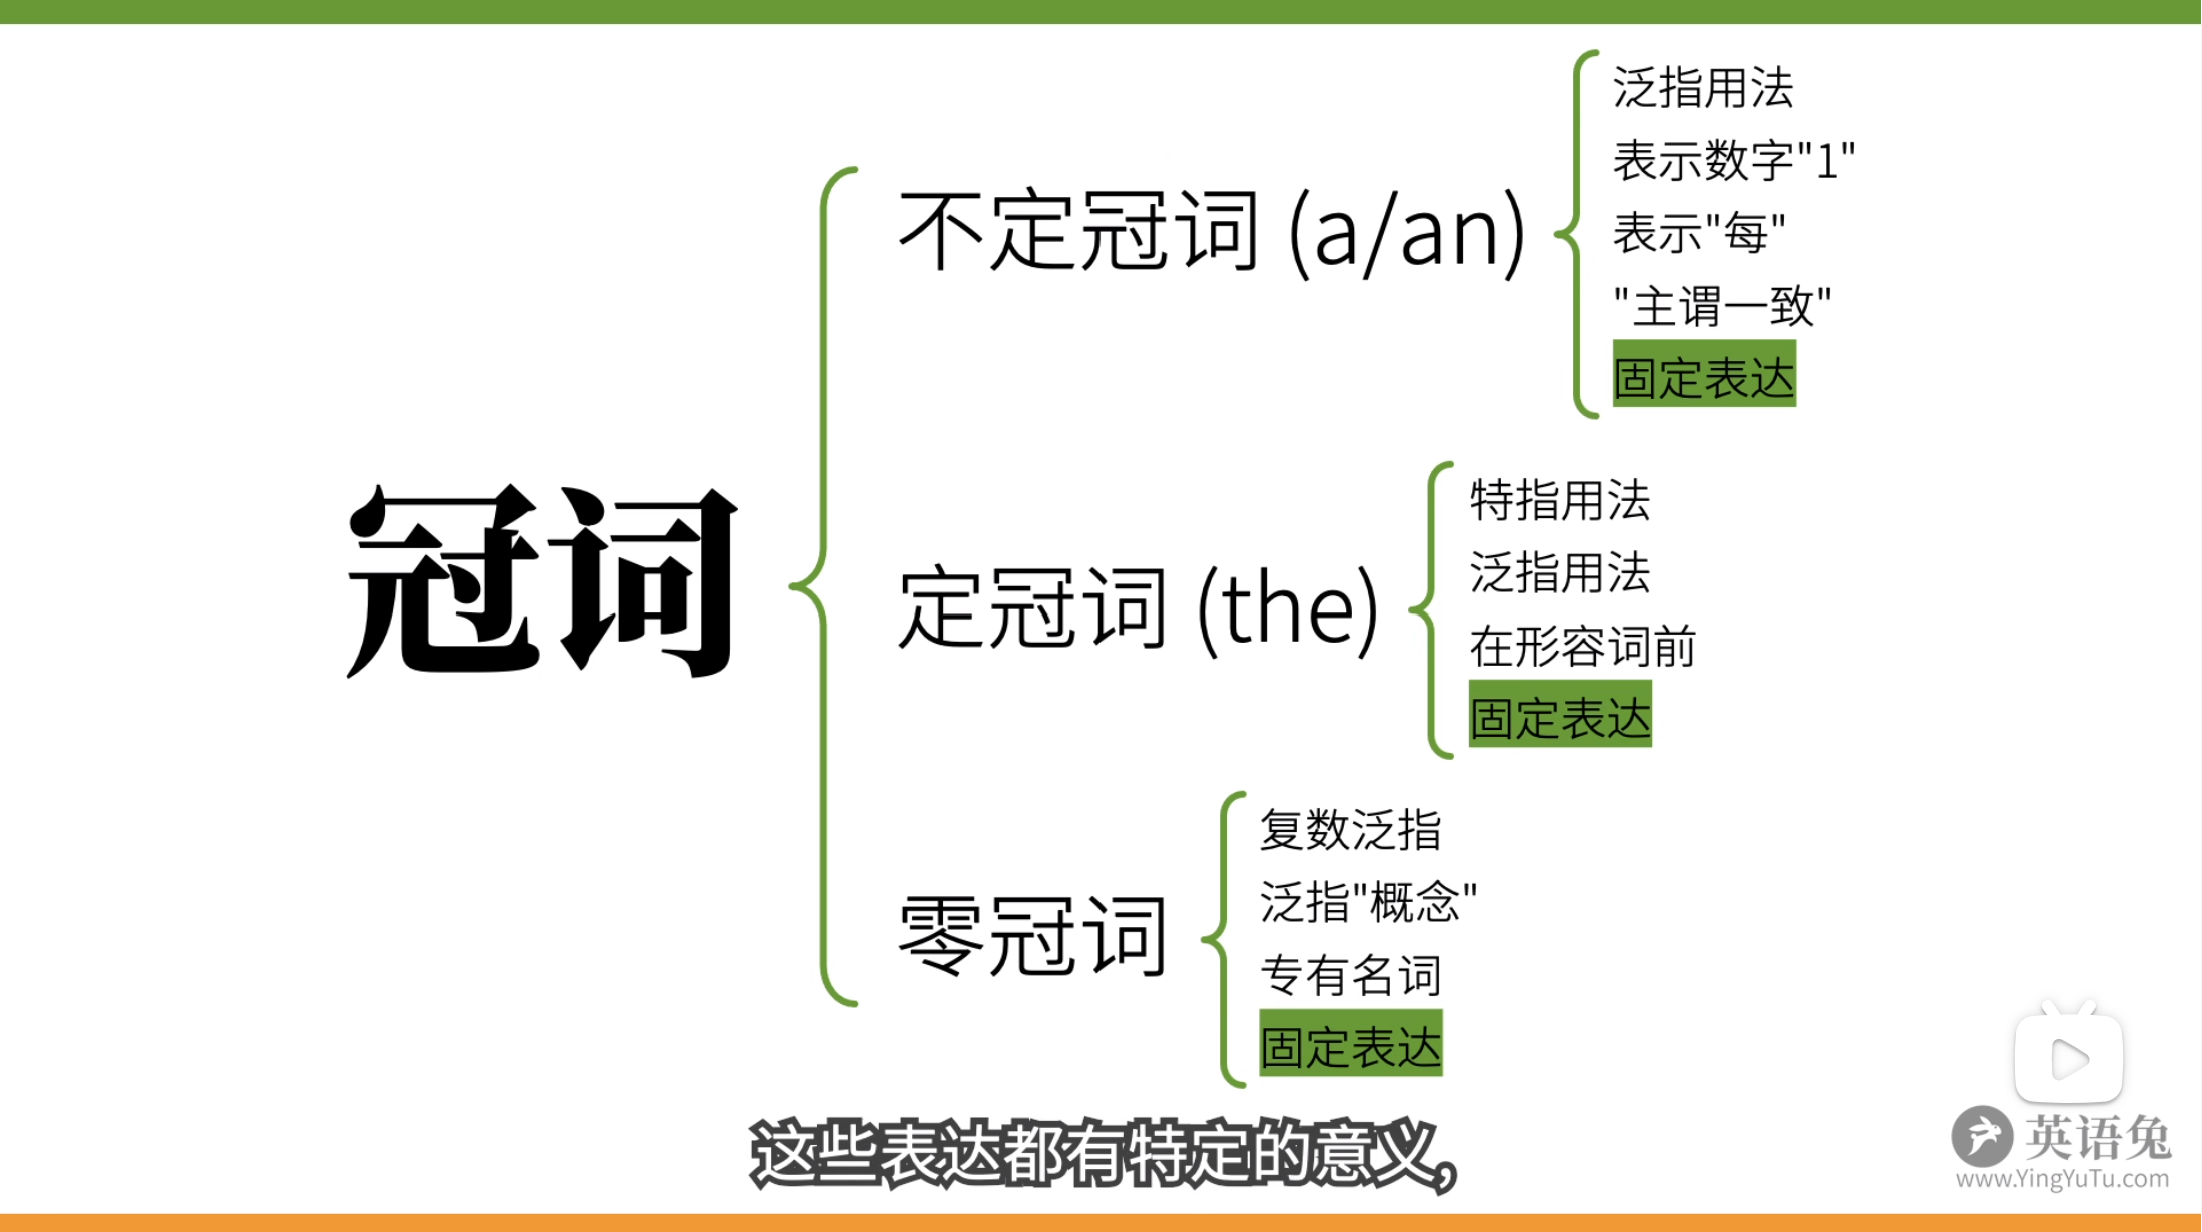 冠词
不定冠词 (a/an)
泛指用法
表示数字"1"
表示"每"
"主谓一致"
固定表达
定冠词 (the)
特指用法
泛指用法
在形容词前
固定表达
零冠词
复数泛指
泛指"概念"
专有名词
固定表达
这些表达都有特定的意义,
英语兔
www.YingYuTu.com